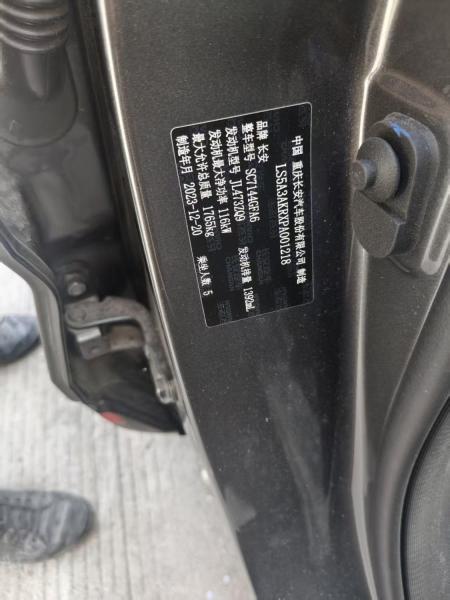 中国 重庆长安汽车股份有限公司 制造
LS5A3AKRXPA001218
品牌 长安
整车型号 SC7144GFA6
发动机型号 JL473ZQ9 发动机排量 1392mL
发动机最大净功率 116kW
最大允许总质量 1765kg 乘坐人数 5
制造年月 2023-12-20